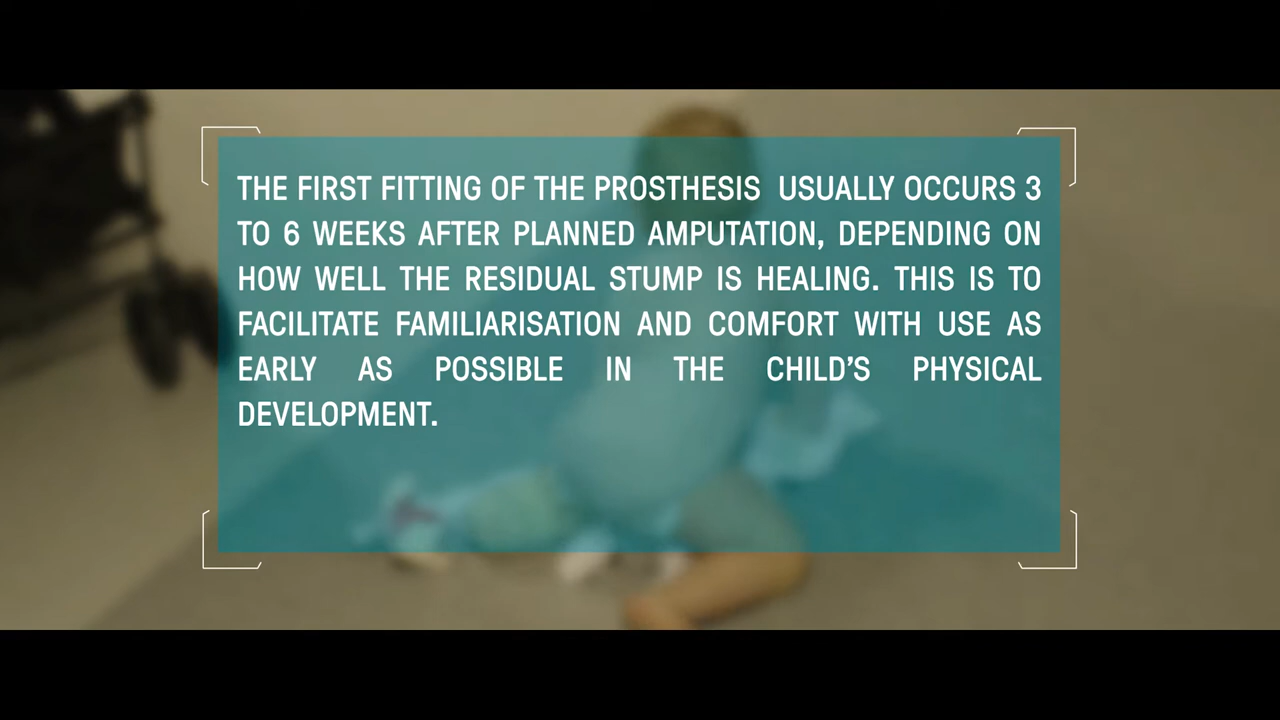 THE FIRST FITTING OF THE PROSTHESIS  USUALLY OCCURS 3
TO 6 WEEKS AFTER PLANNED AMPUTATION, DEPENDING ON
HOW WELL THE RESIDUAL STUMP IS HEALING. THIS IS TO
FACILITATE FAMILIARISATION AND COMFORT WITH USE AS
EARLY AS POSSIBLE IN THE CHILD’S PHYSICAL
DEVELOPMENT.